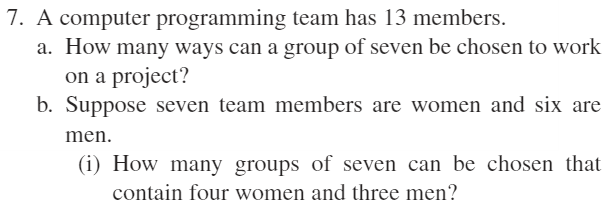 7. A computer programming team has 13 members.
a. How many ways can a group of seven be chosen to work
on a project?
b. Suppose seven team members are women and six are
men.
(i) How many groups of seven can be chosen that
contain four women and three men?